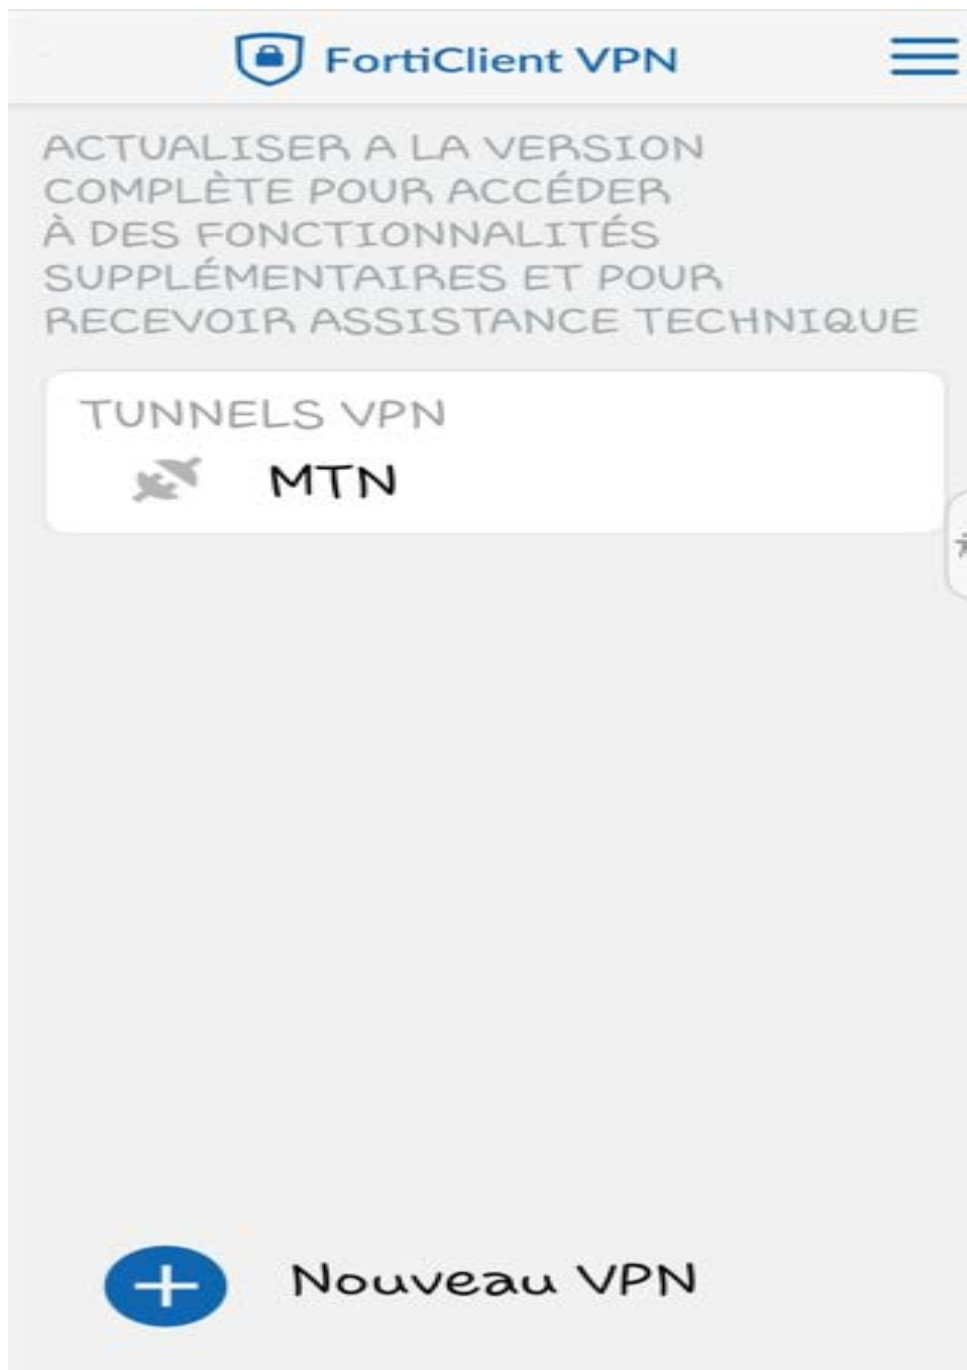 FortiClient VPN
ACTUALISER A LA VERSION
COMPLÈTE POUR ACCÉDER
À DES FONCTIONNALITÉS
SUPPLÉMENTAIRES ET POUR
RECEVOIR ASSISTANCE TECHNIQUE
TUNNELS VPN
MTN
Nouveau VPN